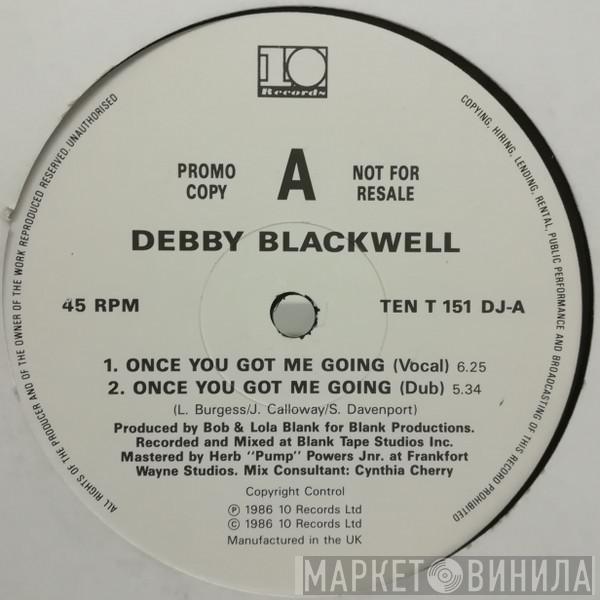 10
Records
PROMO COPY
A
NOT FOR RESALE
DEBBY BLACKWELL
45 RPM
TEN T 151 DJ-A
1. ONCE YOU GOT ME GOING (Vocal) 6.25
2. ONCE YOU GOT ME GOING (Dub) 5.34
(L. Burgess/J. Calloway/S. Davenport)
Produced by Bob & Lola Blank for Blank Productions.
Recorded and Mixed at Blank Tape Studios Inc.
Mastered by Herb "Pump" Powers Jnr. at Frankfort
Wayne Studios. Mix Consultant: Cynthia Cherry
Copyright Control
Ⓟ 1986 10 Records Ltd
© 1986 10 Records Ltd
Manufactured in the UK
ALL RIGHTS OF THE PRODUCER AND OF THE OWNER OF THE WORK REPRODUCED RESERVED. UNAUTHORISED
COPYING, HIRING, LENDING, RENTAL, PUBLIC PERFORMANCE AND BROADCASTING OF THIS RECORD PROHIBITED
МАРКЕТ ВИНИЛА